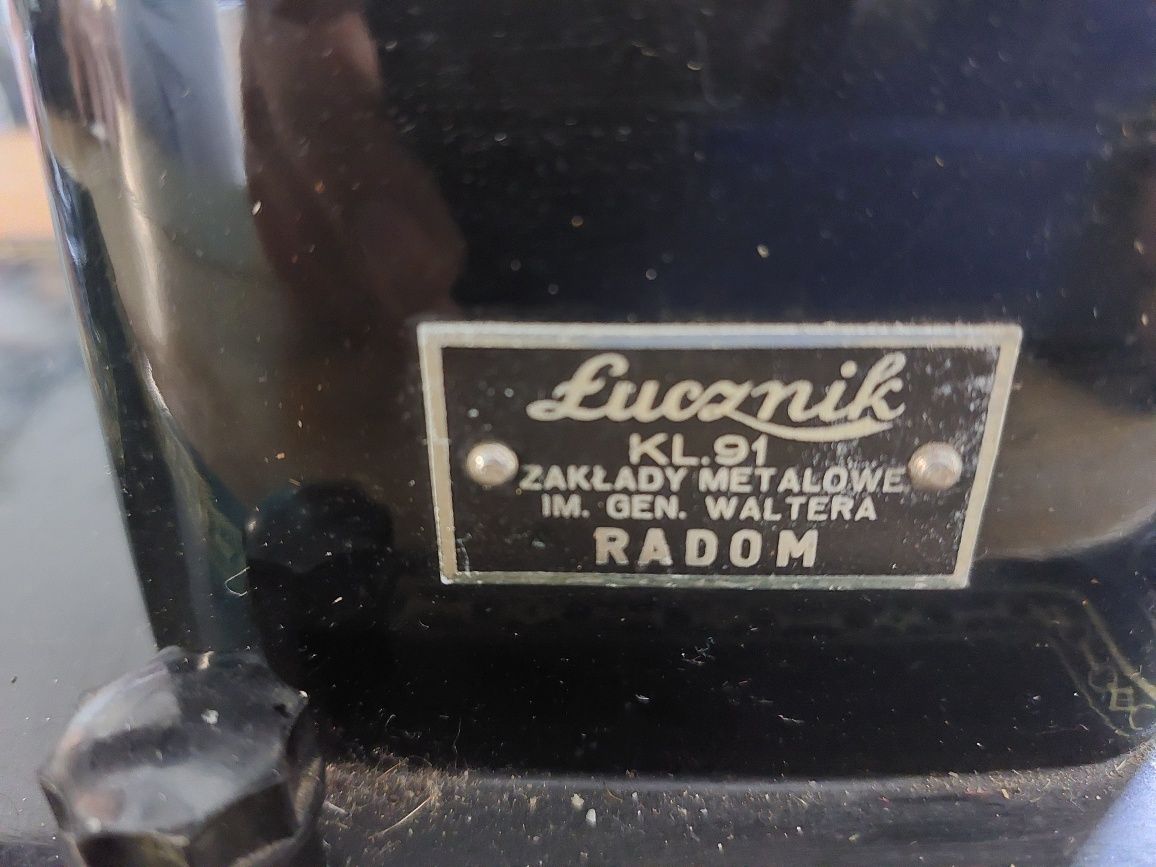 Łucznik
KL.91
ZAKŁADY METALOWE
IM. GEN. WALTERA
RADOM